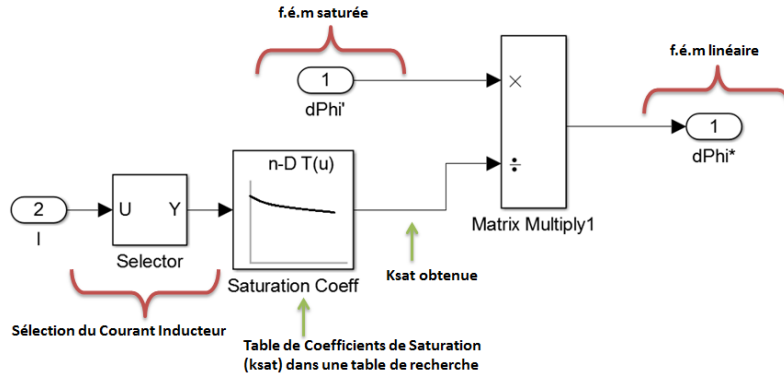 f.é.m saturée
f.é.m linéaire
1
dPhi'
×
1
dPhi*
n-D T(u)
÷
2
I
U Y
Selector
Saturation Coeff
Matrix Multiply1
Ksat obtenue
Sélection du Courant Inducteur
Table de Coefficients de Saturation
(ksat) dans une table de recherche